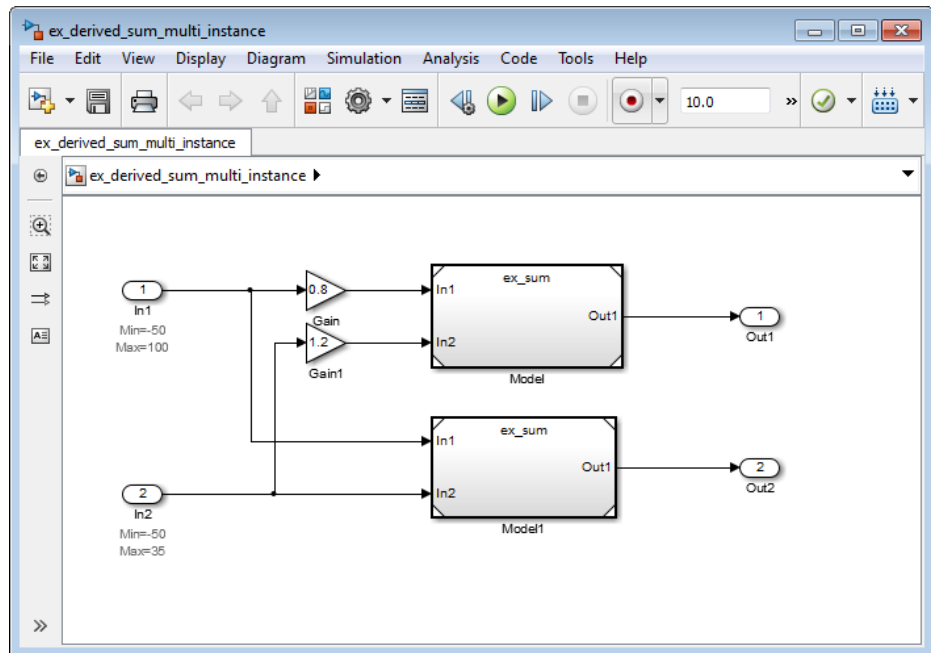 ex_derived_sum_multi_instance
File Edit View Display Diagram Simulation Analysis Code Tools Help
10.0 »
ex_derived_sum_multi_instance
ex_derived_sum_multi_instance
1
In1
Min=-50
Max=100
0.8
Gain
1.2
Gain1
ex_sum
In1
Out1
In2
Model
1
Out1
ex_sum
In1
Out1
In2
Model1
2
Out2
2
In2
Min=-50
Max=35
A
»